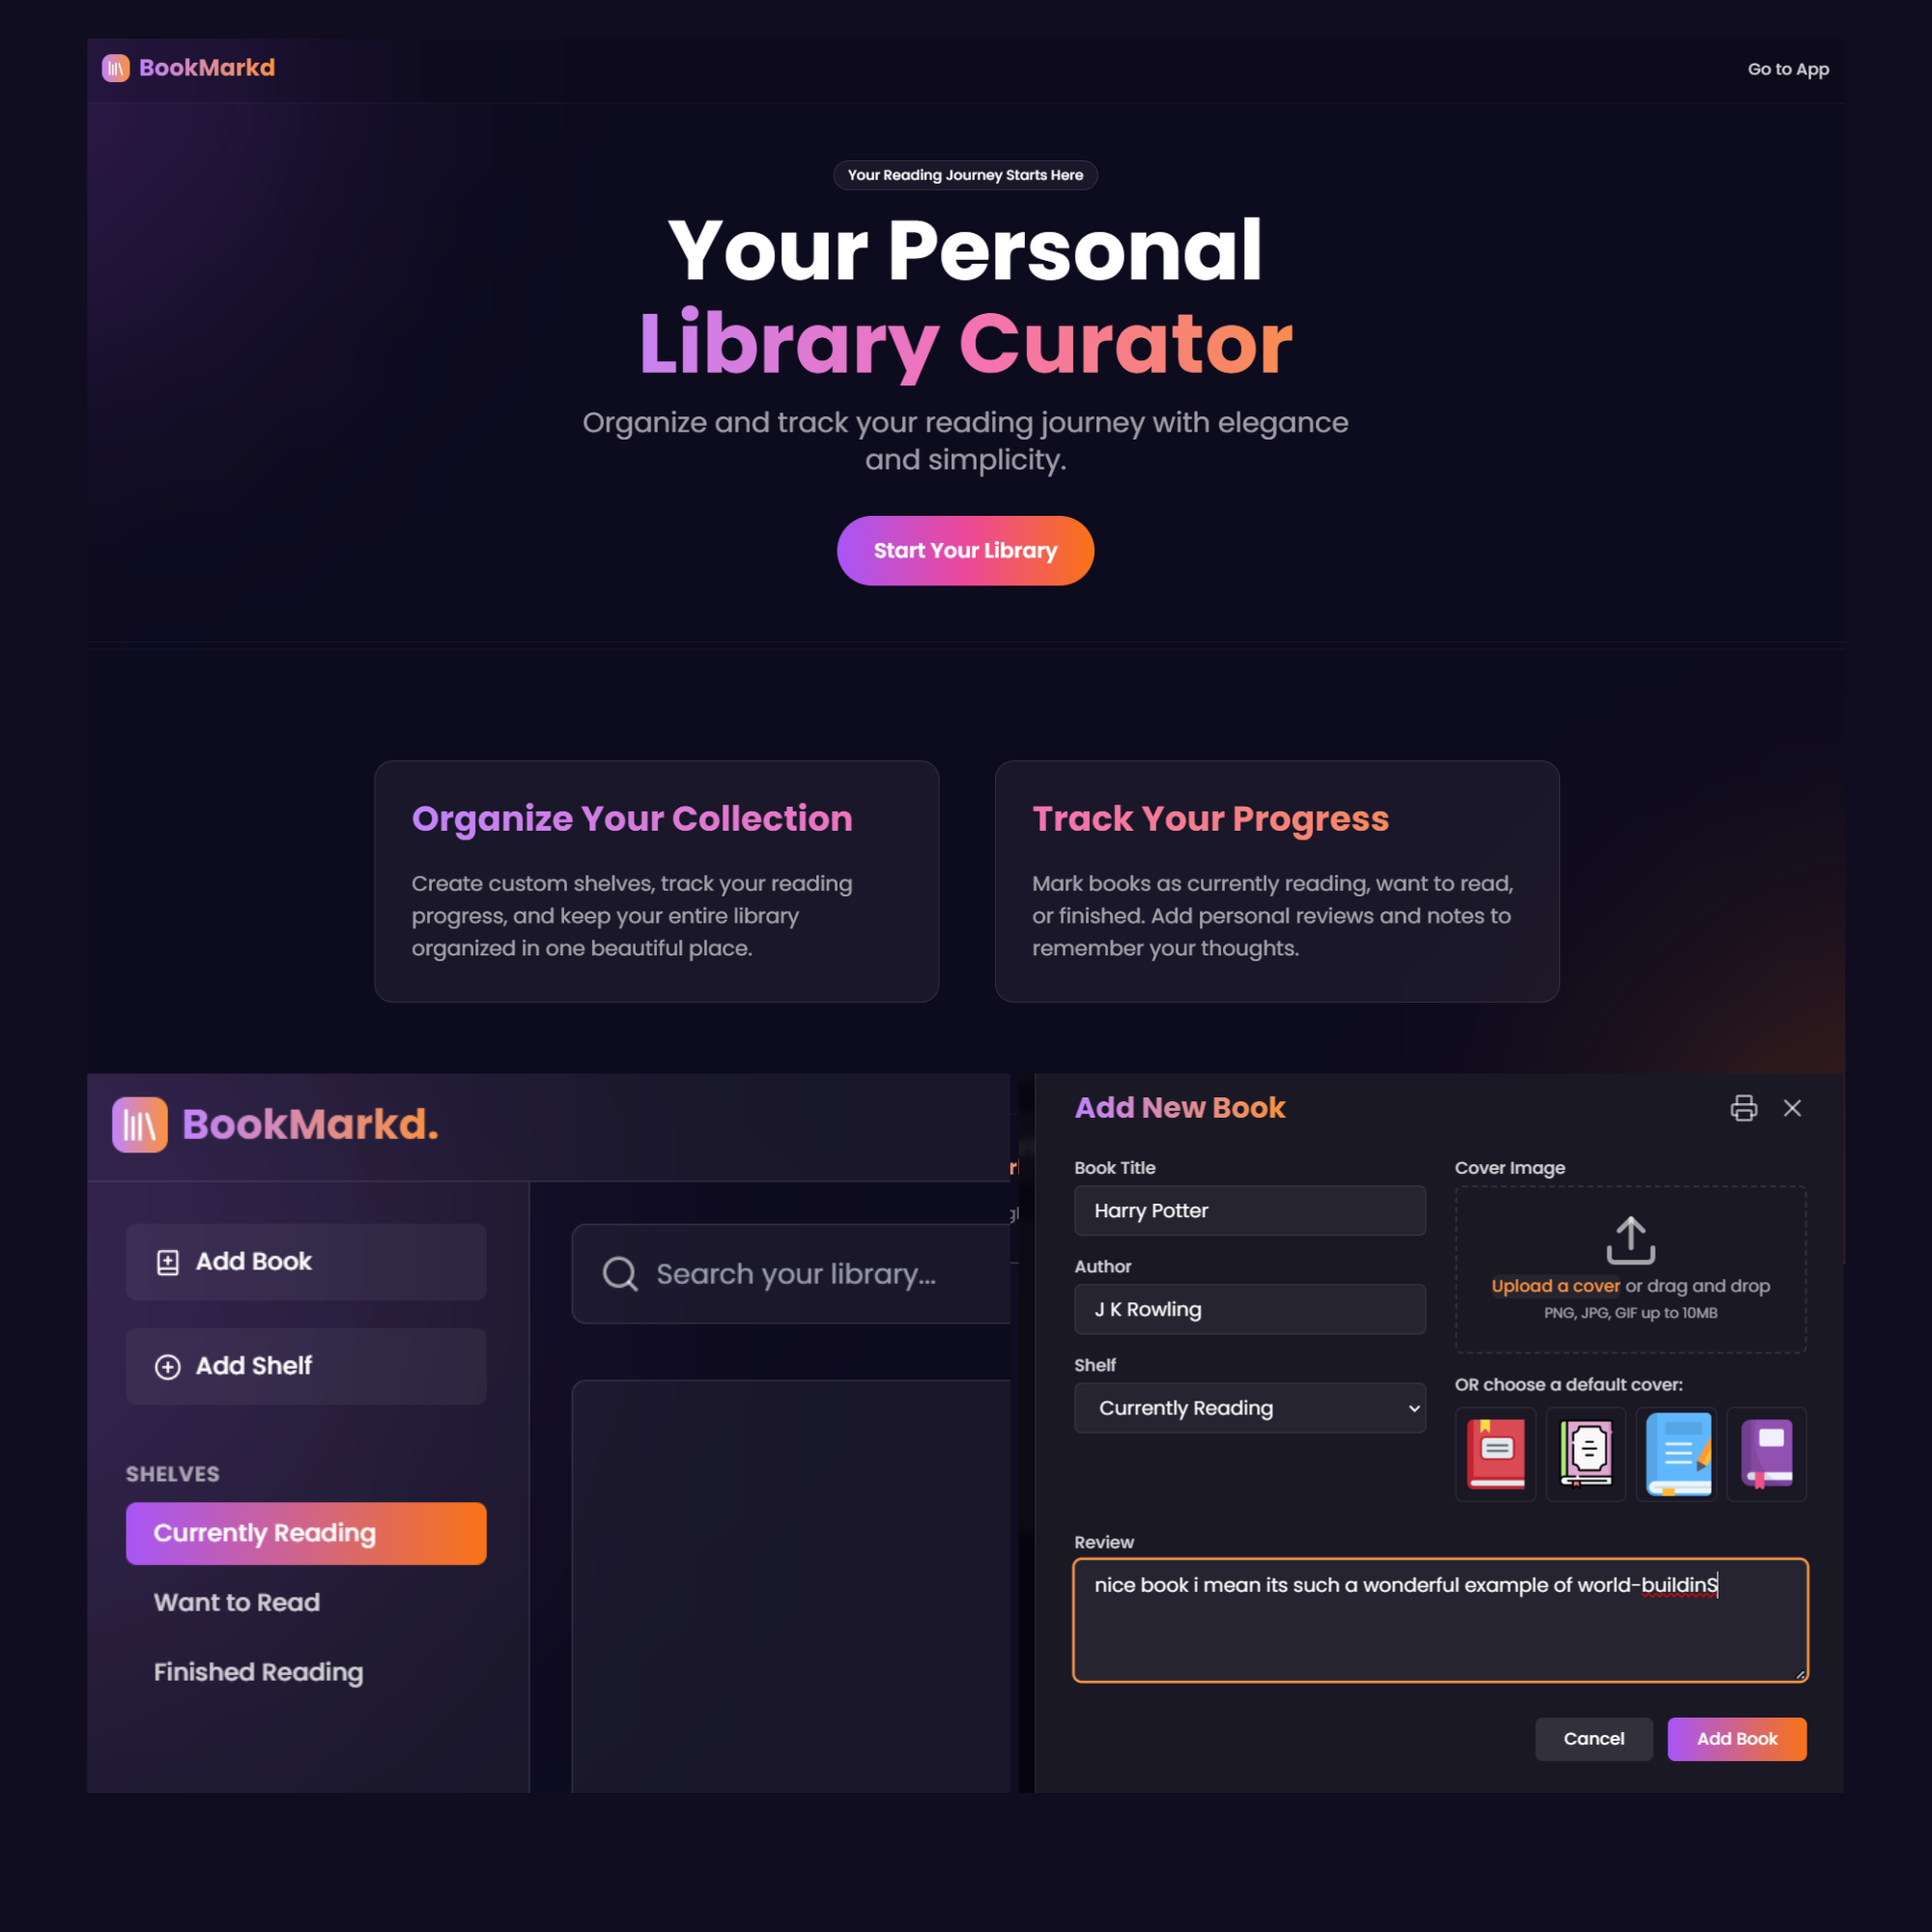 BookMarkd
Go to App
Your Reading Journey Starts Here
Your Personal
Library Curator
Organize and track your reading journey with elegance
and simplicity.
Start Your Library
Organize Your Collection
Create custom shelves, track your reading
progress, and keep your entire library
organized in one beautiful place.
Track Your Progress
Mark books as currently reading, want to read,
or finished. Add personal reviews and notes to
remember your thoughts.
BookMarkd.
Add Book
Add Shelf
SHELVES
Currently Reading
Want to Read
Finished Reading
Search your library...
Add New Book
Book Title
Harry Potter
Author
J K Rowling
Shelf
Currently Reading
Cover Image
Upload a cover or drag and drop
PNG, JPG, GIF up to 10MB
OR choose a default cover:
Review
nice book i mean its such a wonderful example of world-buildinS
Cancel
Add Book